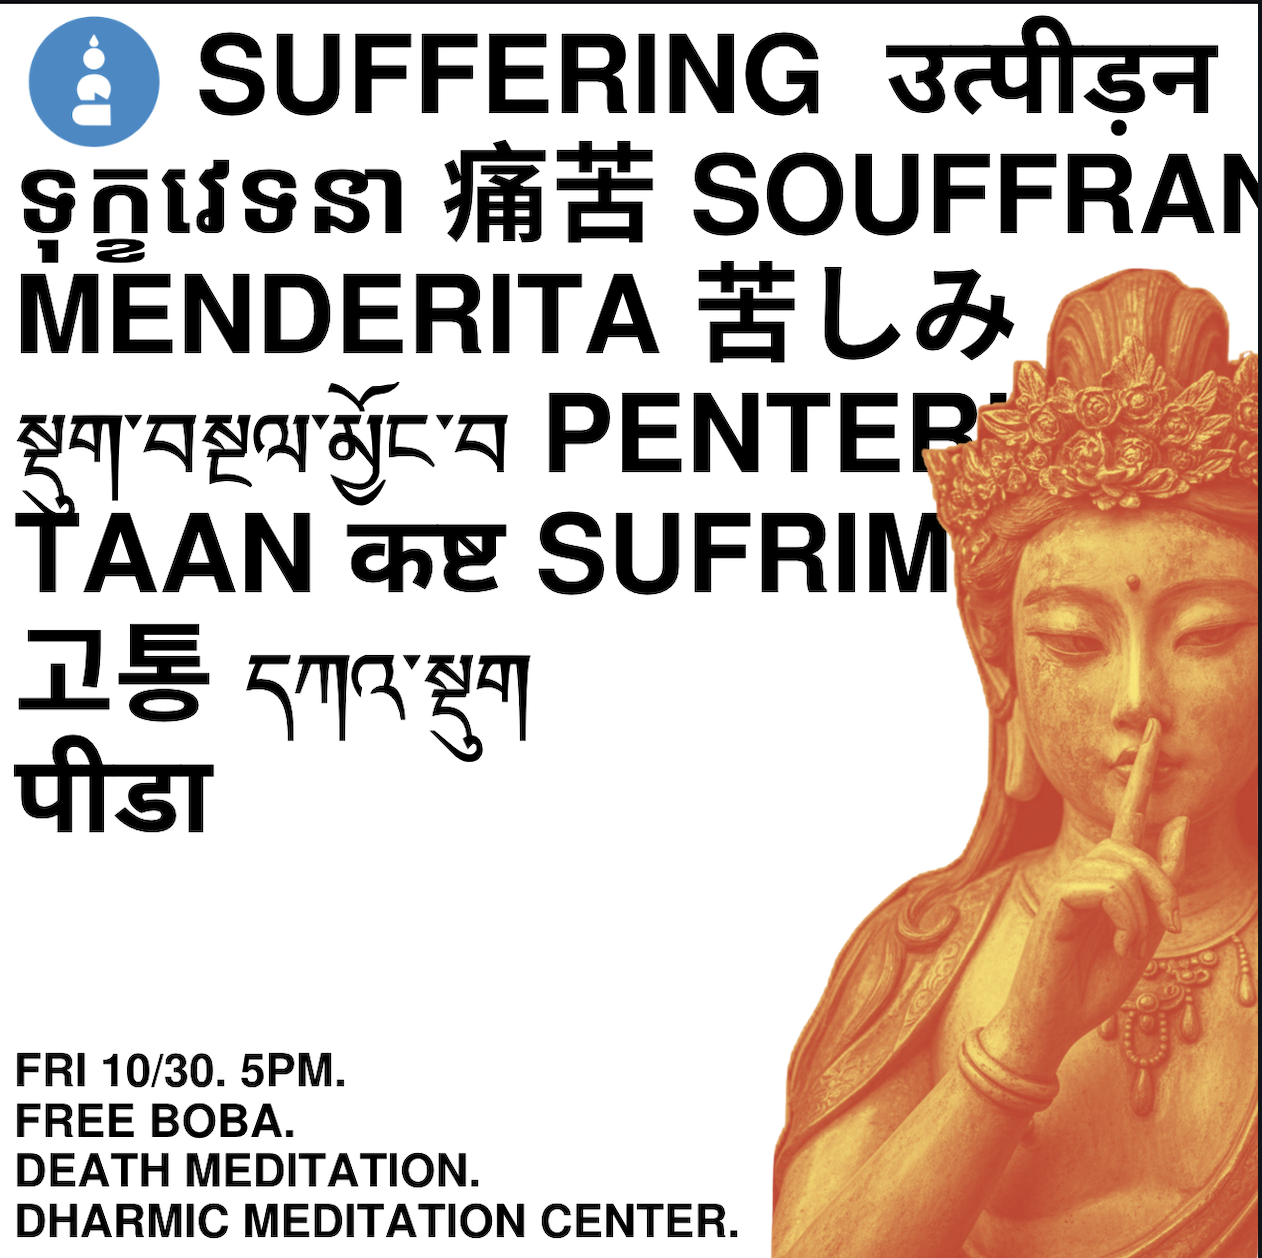 SUFFERING उत्पीड़न
ទុក្ខវេទនា 痛苦 SOUFFRAN
MENDERITA 苦しみ
སྡུག་བསྔལ་མྱོང་བ PENTER
TAAN कष्ट SUFRIM
고통 དཀའ་སྡུག
पीडा
FRI 10/30. 5PM.
FREE BOBA.
DEATH MEDITATION.
DHARMIC MEDITATION CENTER.